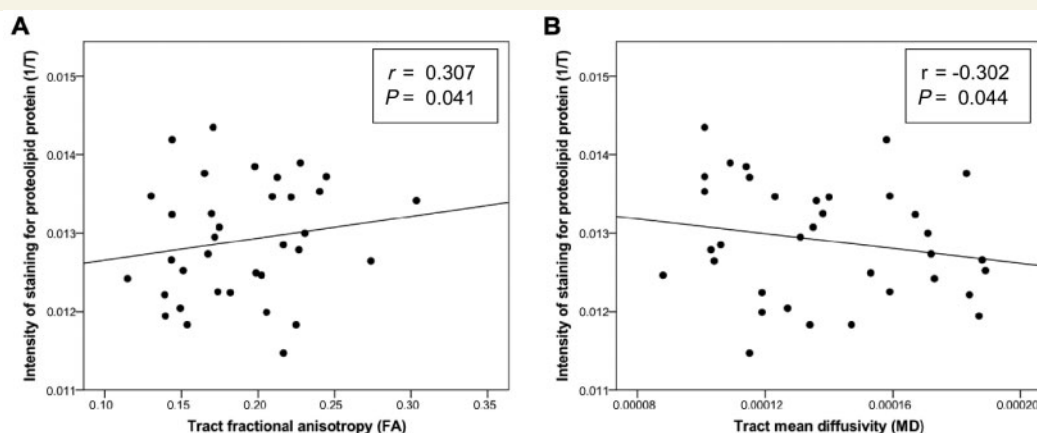 A
Intensity of staining for proteolipid protein (1/T)
0.015
0.014
0.013
0.012
0.011
r = 0.307
P = 0.041
0.10 0.15 0.20 0.25 0.30 0.35
Tract fractional anisotropy (FA)
B
Intensity of staining for proteolipid protein (1/T)
0.015
0.014
0.013
0.012
0.011
r = -0.302
P = 0.044
0.00008 0.00012 0.00016 0.00020
Tract mean diffusivity (MD)